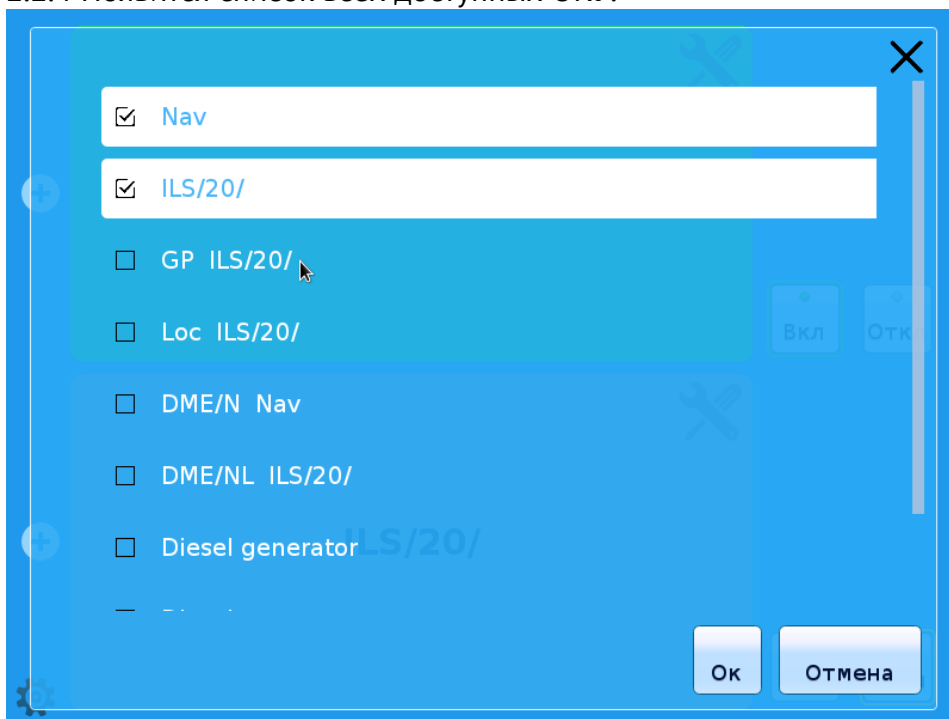 Nav
ILS/20/
GP ILS/20/
Loc ILS/20/
Вкл
DME/N Nav
DME/NL ILS/20/
Diesel generator
ILS/20/
Ок
Отмена